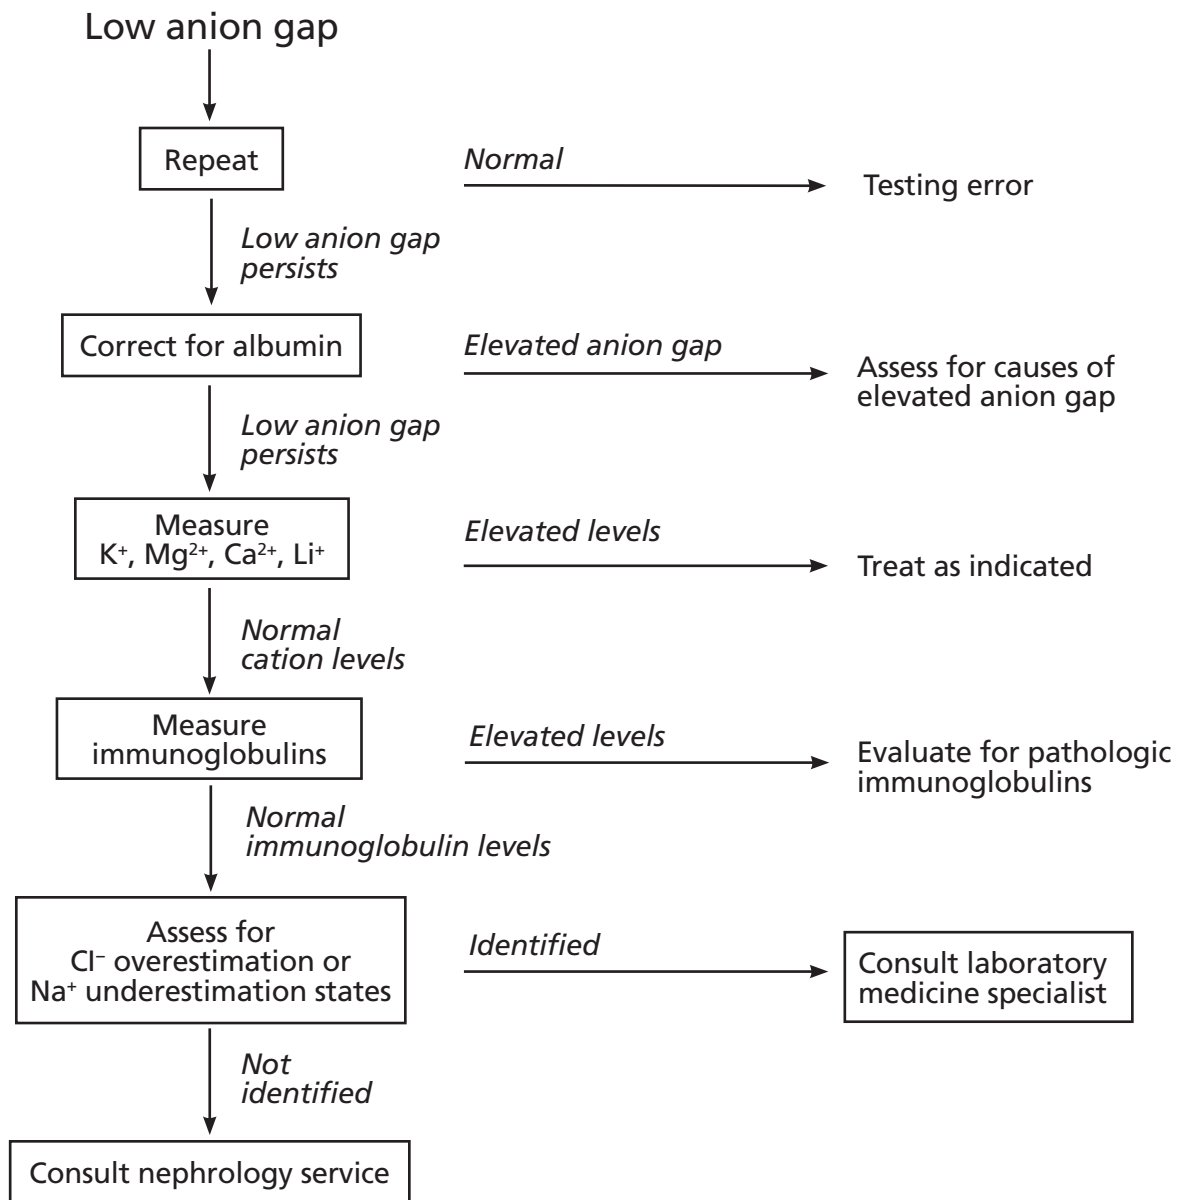 Low anion gap
Repeat
Normal
Testing error
Low anion gap
persists
Correct for albumin
Elevated anion gap
Assess for causes of
elevated anion gap
Low anion gap
persists
Measure
K⁺, Mg²⁺, Ca²⁺, Li⁺
Elevated levels
Treat as indicated
Normal
cation levels
Measure
immunoglobulins
Elevated levels
Evaluate for pathologic
immunoglobulins
Normal
immunoglobulin levels
Assess for
Cl⁻ overestimation or
Na⁺ underestimation states
Identified
Consult laboratory
medicine specialist
Not
identified
Consult nephrology service